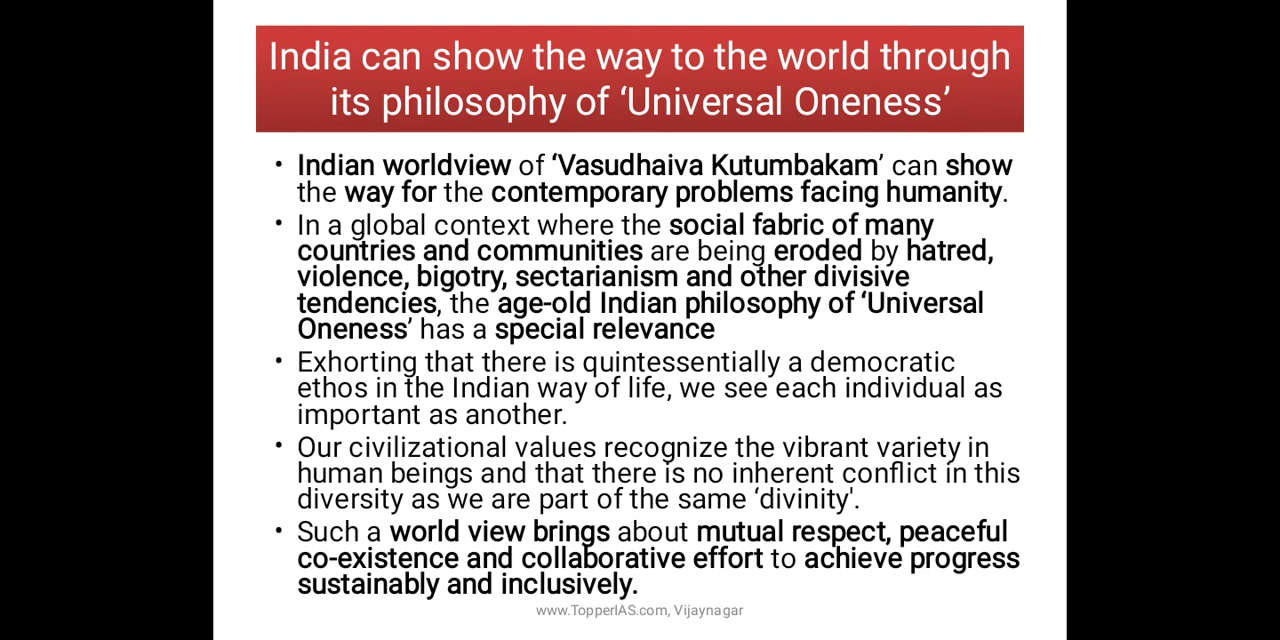 India can show the way to the world through
its philosophy of ‘Universal Oneness’
• Indian worldview of ‘Vasudhaiva Kutumbakam’ can show
the way for the contemporary problems facing humanity.
• In a global context where the social fabric of many
countries and communities are being eroded by hatred,
violence, bigotry, sectarianism and other divisive
tendencies, the age-old Indian philosophy of ‘Universal
Oneness’ has a special relevance
• Exhorting that there is quintessentially a democratic
ethos in the Indian way of life, we see each individual as
important as another.
• Our civilizational values recognize the vibrant variety in
human beings and that there is no inherent conflict in this
diversity as we are part of the same ‘divinity'.
• Such a world view brings about mutual respect, peaceful
co-existence and collaborative effort to achieve progress
sustainably and inclusively.
www.TopperIAS.com, Vijaynagar